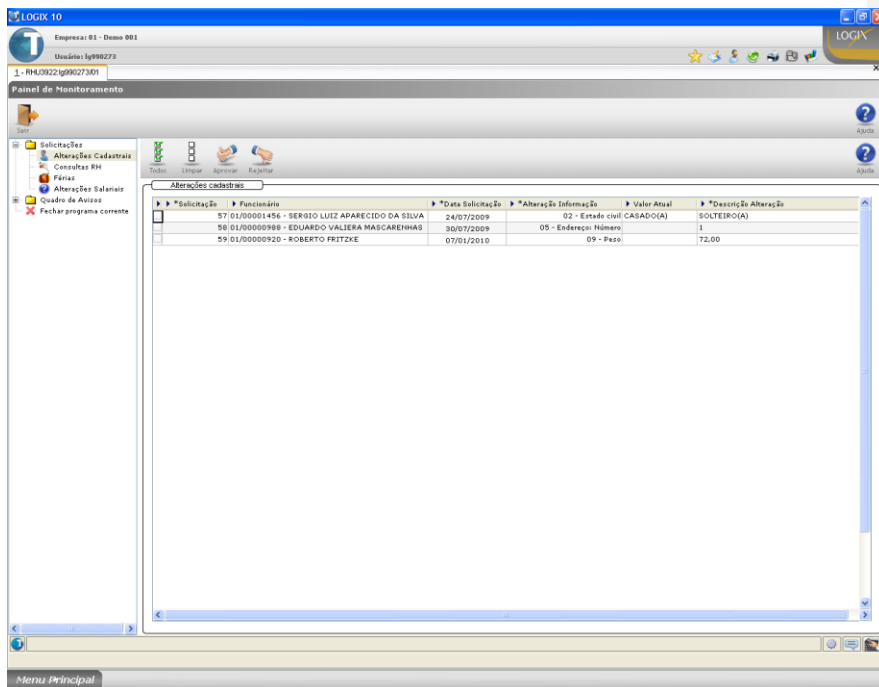 LOGIX 10
Empresa: 01 - Demo 001
LOGIX
Usuário: lg990273
1 - RHU3922:lg990273/01
Painel de Monitoramento
Sair
Ajuda
Solicitações
Alterações Cadastrais
Consultas RH
Férias
Alterações Salariais
Quadro de Avisos
Fechar programa corrente
Todos Limpar Aprovar Rejeitar Ajuda
Alterações cadastrais
*Solicitação Funcionário *Data Solicitação *Alteração Informação Valor Atual *Descrição Alteração
57 01/00001456 - SERGIO LUIZ APARECIDO DA SILVA 24/07/2009 02 - Estado civil CASADO(A) SOLTEIRO(A)
58 01/00000988 - EDUARDO VALIERA MASCARENHAS 30/07/2009 05 - Endereço: Número 1
59 01/00000920 - ROBERTO FRITZKE 07/01/2010 09 - Peso 72,00
Menu Principal